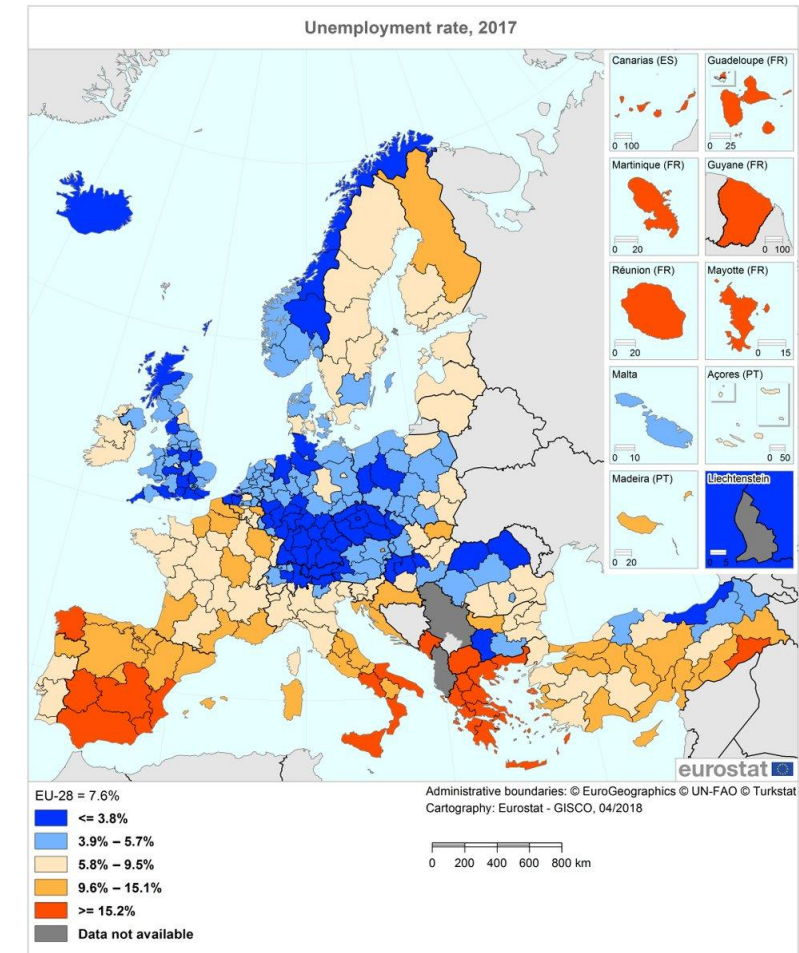 Unemployment rate, 2017
Canarias (ES)
0 100
Guadeloupe (FR)
0 25
Martinique (FR)
0 20
Guyane (FR)
0 100
Réunion (FR)
0 20
Mayotte (FR)
0 15
Malta
0 10
Açores (PT)
0 50
Madeira (PT)
0 20
Liechtenstein
eurostat
EU-28 = 7.6%
<= 3.8%
3.9% – 5.7%
5.8% – 9.5%
9.6% – 15.1%
>= 15.2%
Data not available
Administrative boundaries: © EuroGeographics © UN-FAO © Turkstat
Cartography: Eurostat - GISCO, 04/2018
0 200 400 600 800 km